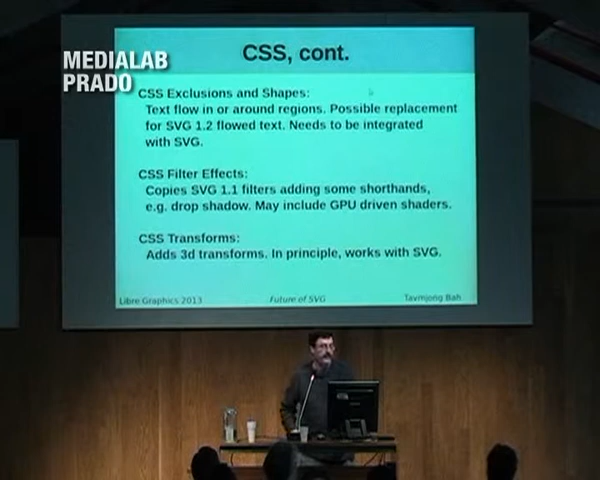 MEDIALAB
PRADO
CSS, cont.
CSS Exclusions and Shapes:
Text flow in or around regions. Possible replacement
for SVG 1.2 flowed text. Needs to be integrated
with SVG.
CSS Filter Effects:
Copies SVG 1.1 filters adding some shorthands,
e.g. drop shadow. May include GPU driven shaders.
CSS Transforms:
Adds 3d transforms. In principle, works with SVG.
Libre Graphics 2013 Future of SVG Tavmjong Bah